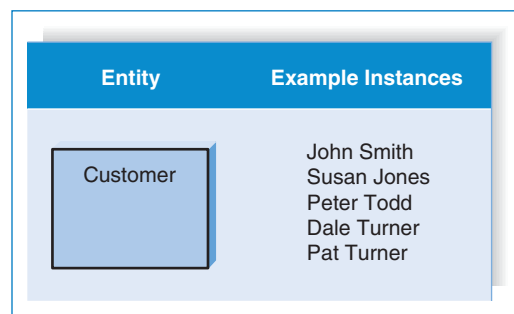 Entity Example Instances
Customer
John Smith
Susan Jones
Peter Todd
Dale Turner
Pat Turner